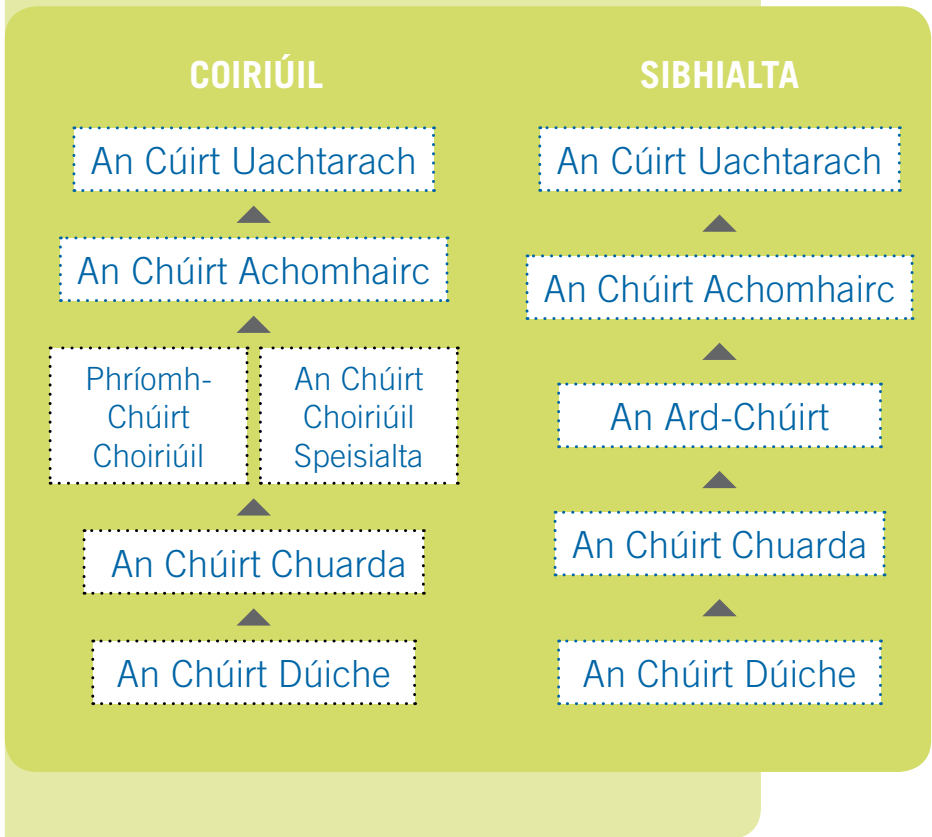 COIRIÚIL
An Cúirt Uachtarach
An Chúirt Achomhairc
Phríomh-
Chúirt
Choiriúil
An Chúirt
Choiriúil
Speisialta
An Chúirt Chuarda
An Chúirt Dúiche
SIBHIALTA
An Cúirt Uachtarach
An Chúirt Achomhairc
An Ard-Chúirt
An Chúirt Chuarda
An Chúirt Dúiche